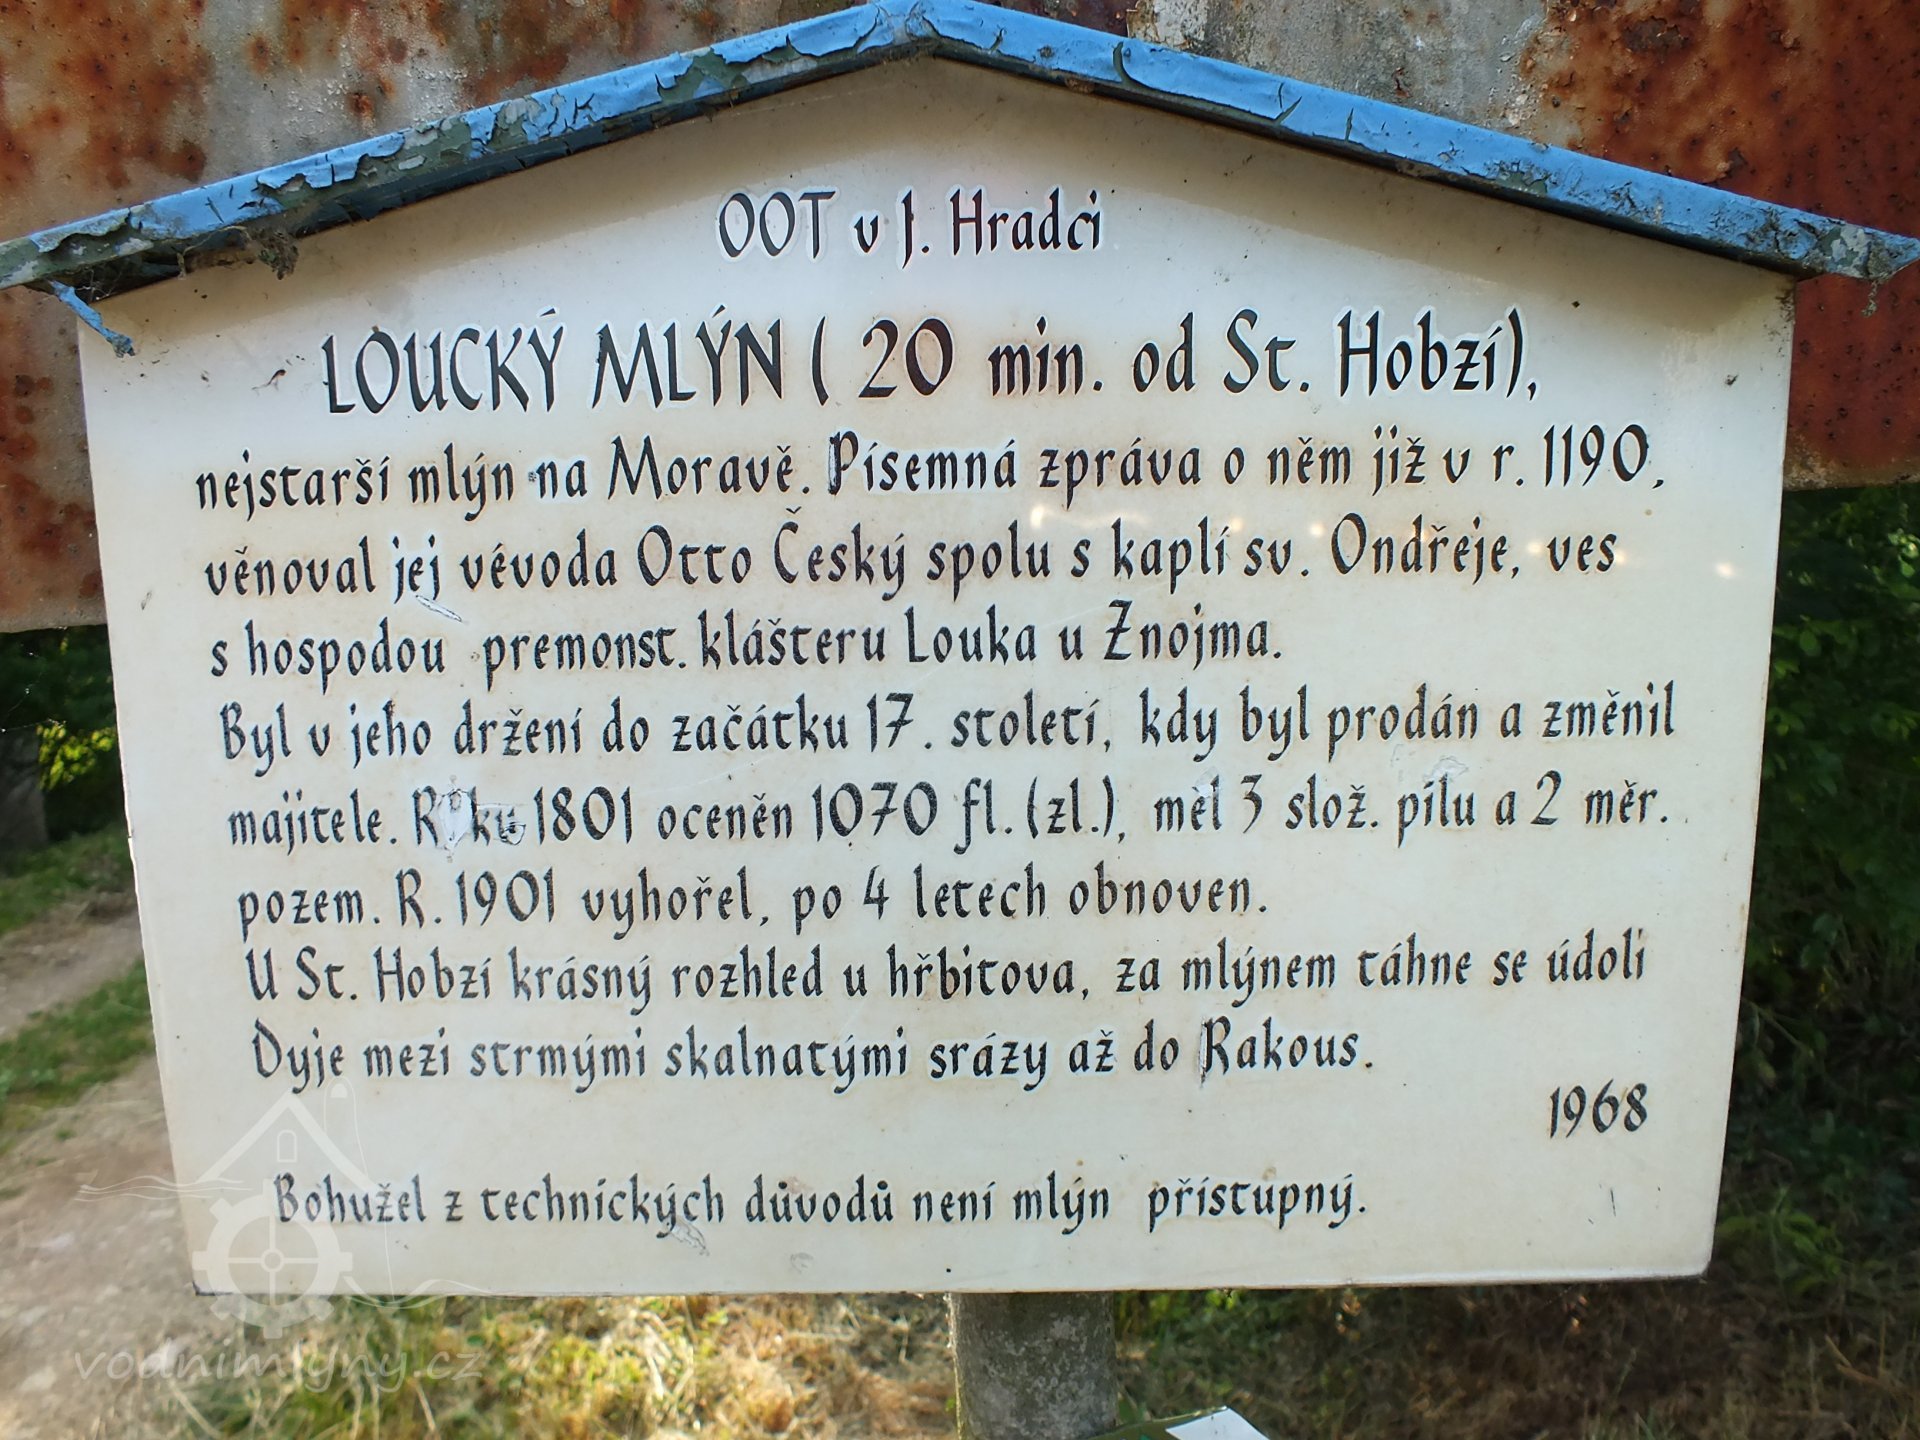 OOT v J. Hradci
LOUCKÝ MLÝN ( 20 min. od St. Hobzí),
nejstarší mlýn na Moravě. Písemná zpráva o něm již v r. 1190,
věnoval jej vévoda Otto Český spolu s kaplí sv. Ondřeje, ves
s hospodou premonst. klášteru Louka u Znojma.
Byl v jeho držení do začátku 17. století, kdy byl prodán a změnil
majitele. Roku 1801 oceněn 1070 fl. (zl.), měl 3 slož. pilu a 2 měr.
pozem. R. 1901 vyhořel, po 4 letech obnoven.
U St. Hobzí krásný rozhled u hřbitova, za mlýnem táhne se údolí
Dyje mezi strmými skalnatými srázy až do Rakous.
1968
Bohužel z technických důvodů není mlýn přístupný.
vodnimlyny.cz